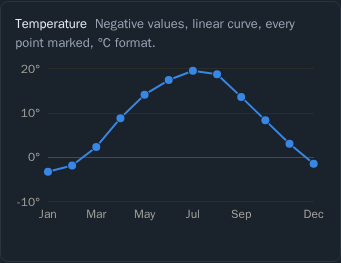 Temperature Negative values, linear curve, every
point marked, °C format.
20°
10°
0°
-10°
Jan Mar May Jul Sep Dec